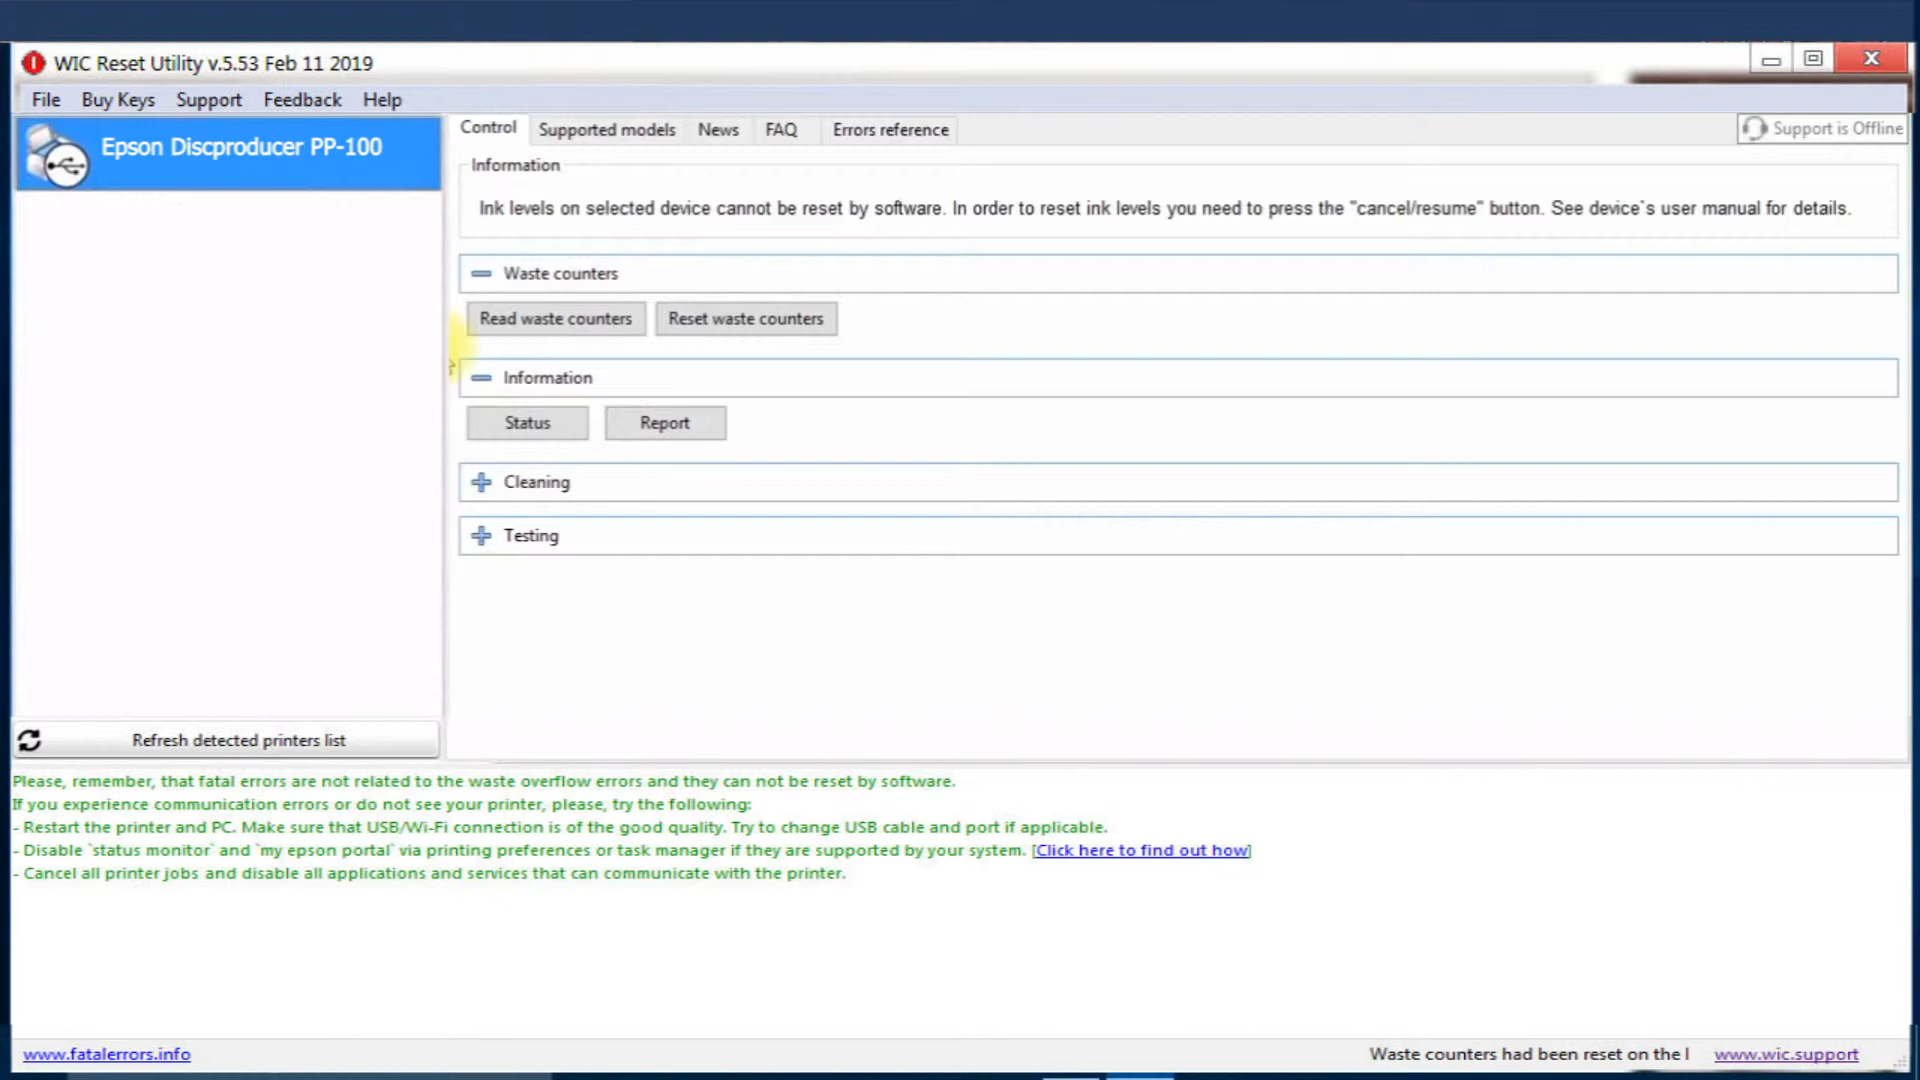 WIC Reset Utility v.5.53 Feb 11 2019
File Buy Keys Support Feedback Help
Epson Discproducer PP-100
Control Supported models News FAQ Errors reference
Support is Offline
Information
Ink levels on selected device cannot be reset by software. In order to reset ink levels you need to press the "cancel/resume" button. See device`s user manual for details.
Waste counters
Read waste counters Reset waste counters
Information
Status Report
Cleaning
Testing
Refresh detected printers list
Please, remember, that fatal errors are not related to the waste overflow errors and they can not be reset by software.
If you experience communication errors or do not see your printer, please, try the following:
- Restart the printer and PC. Make sure that USB/Wi-Fi connection is of the good quality. Try to change USB cable and port if applicable.
- Disable `status monitor` and `my epson portal` via printing preferences or task manager if they are supported by your system. [Click here to find out how]
- Cancel all printer jobs and disable all applications and services that can communicate with the printer.
www.fatalerrors.info Waste counters had been reset on the www.wic.support